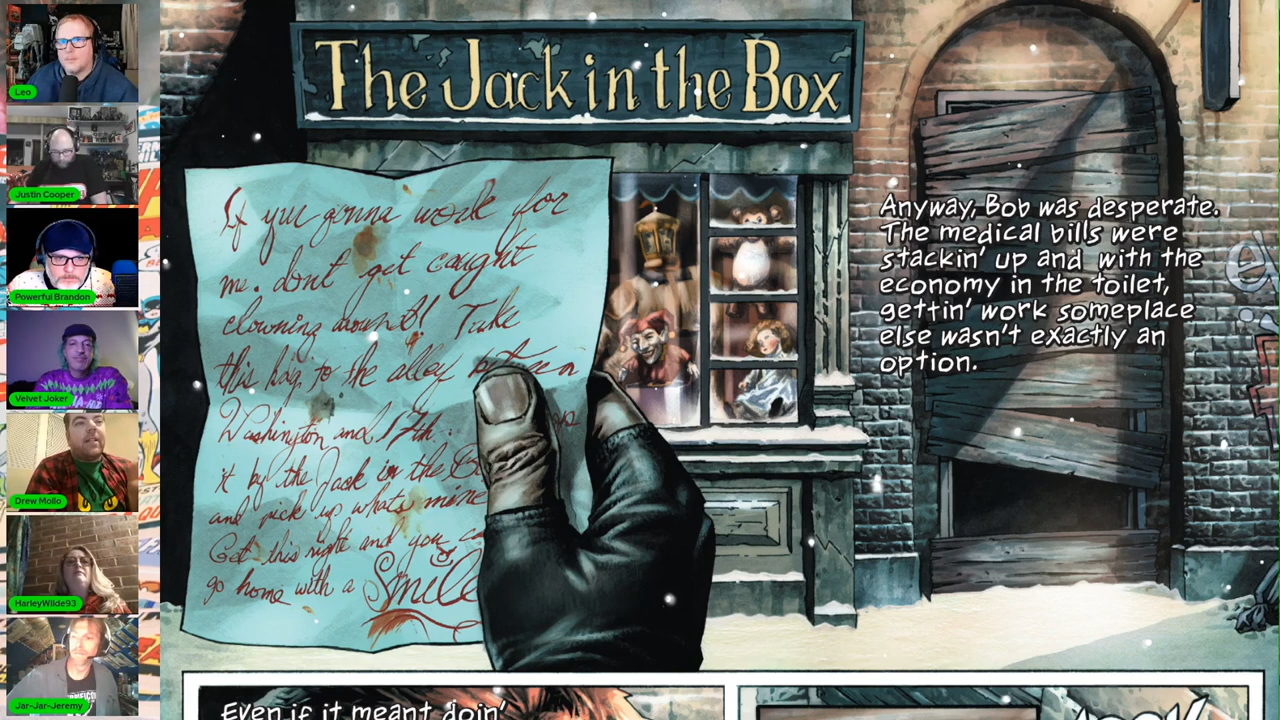 Leo
Justin Cooper
Powerful Brandon
Velvet Joker
Drew Mollo
HarleyWilde93
Jar-Jar-Jeremy
The Jack in the Box
If yur gonna work for
me. dont get caught
clowning around! Take
this bag to the alley between
Washington and 17th.
it by the Jack in the
and pick up whats mine
Get this right and you
go home with a Smile
Anyway, Bob was desperate.
The medical bills were
stackin' up and with the
economy in the toilet,
gettin' work someplace
else wasn't exactly an
option.
Even if it meant doin'